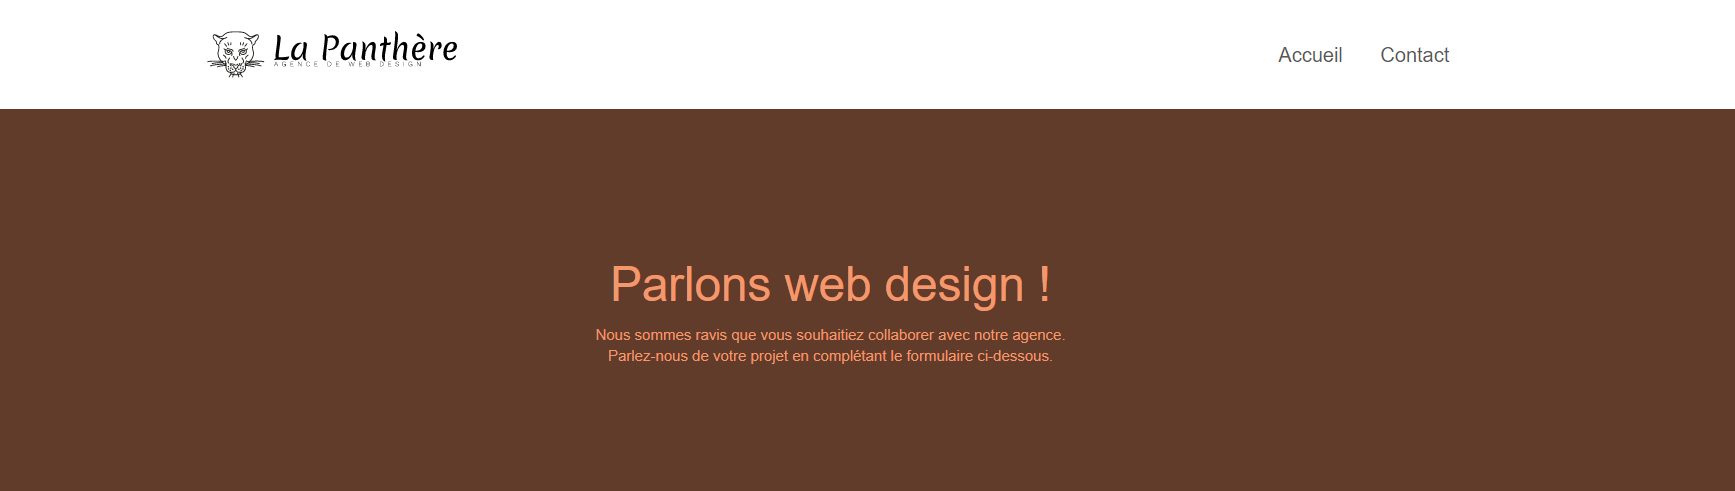 La Panthère
AGENCE DE WEB DESIGN
Accueil
Contact
Parlons web design !
Nous sommes ravis que vous souhaitiez collaborer avec notre agence.
Parlez-nous de votre projet en complétant le formulaire ci-dessous.